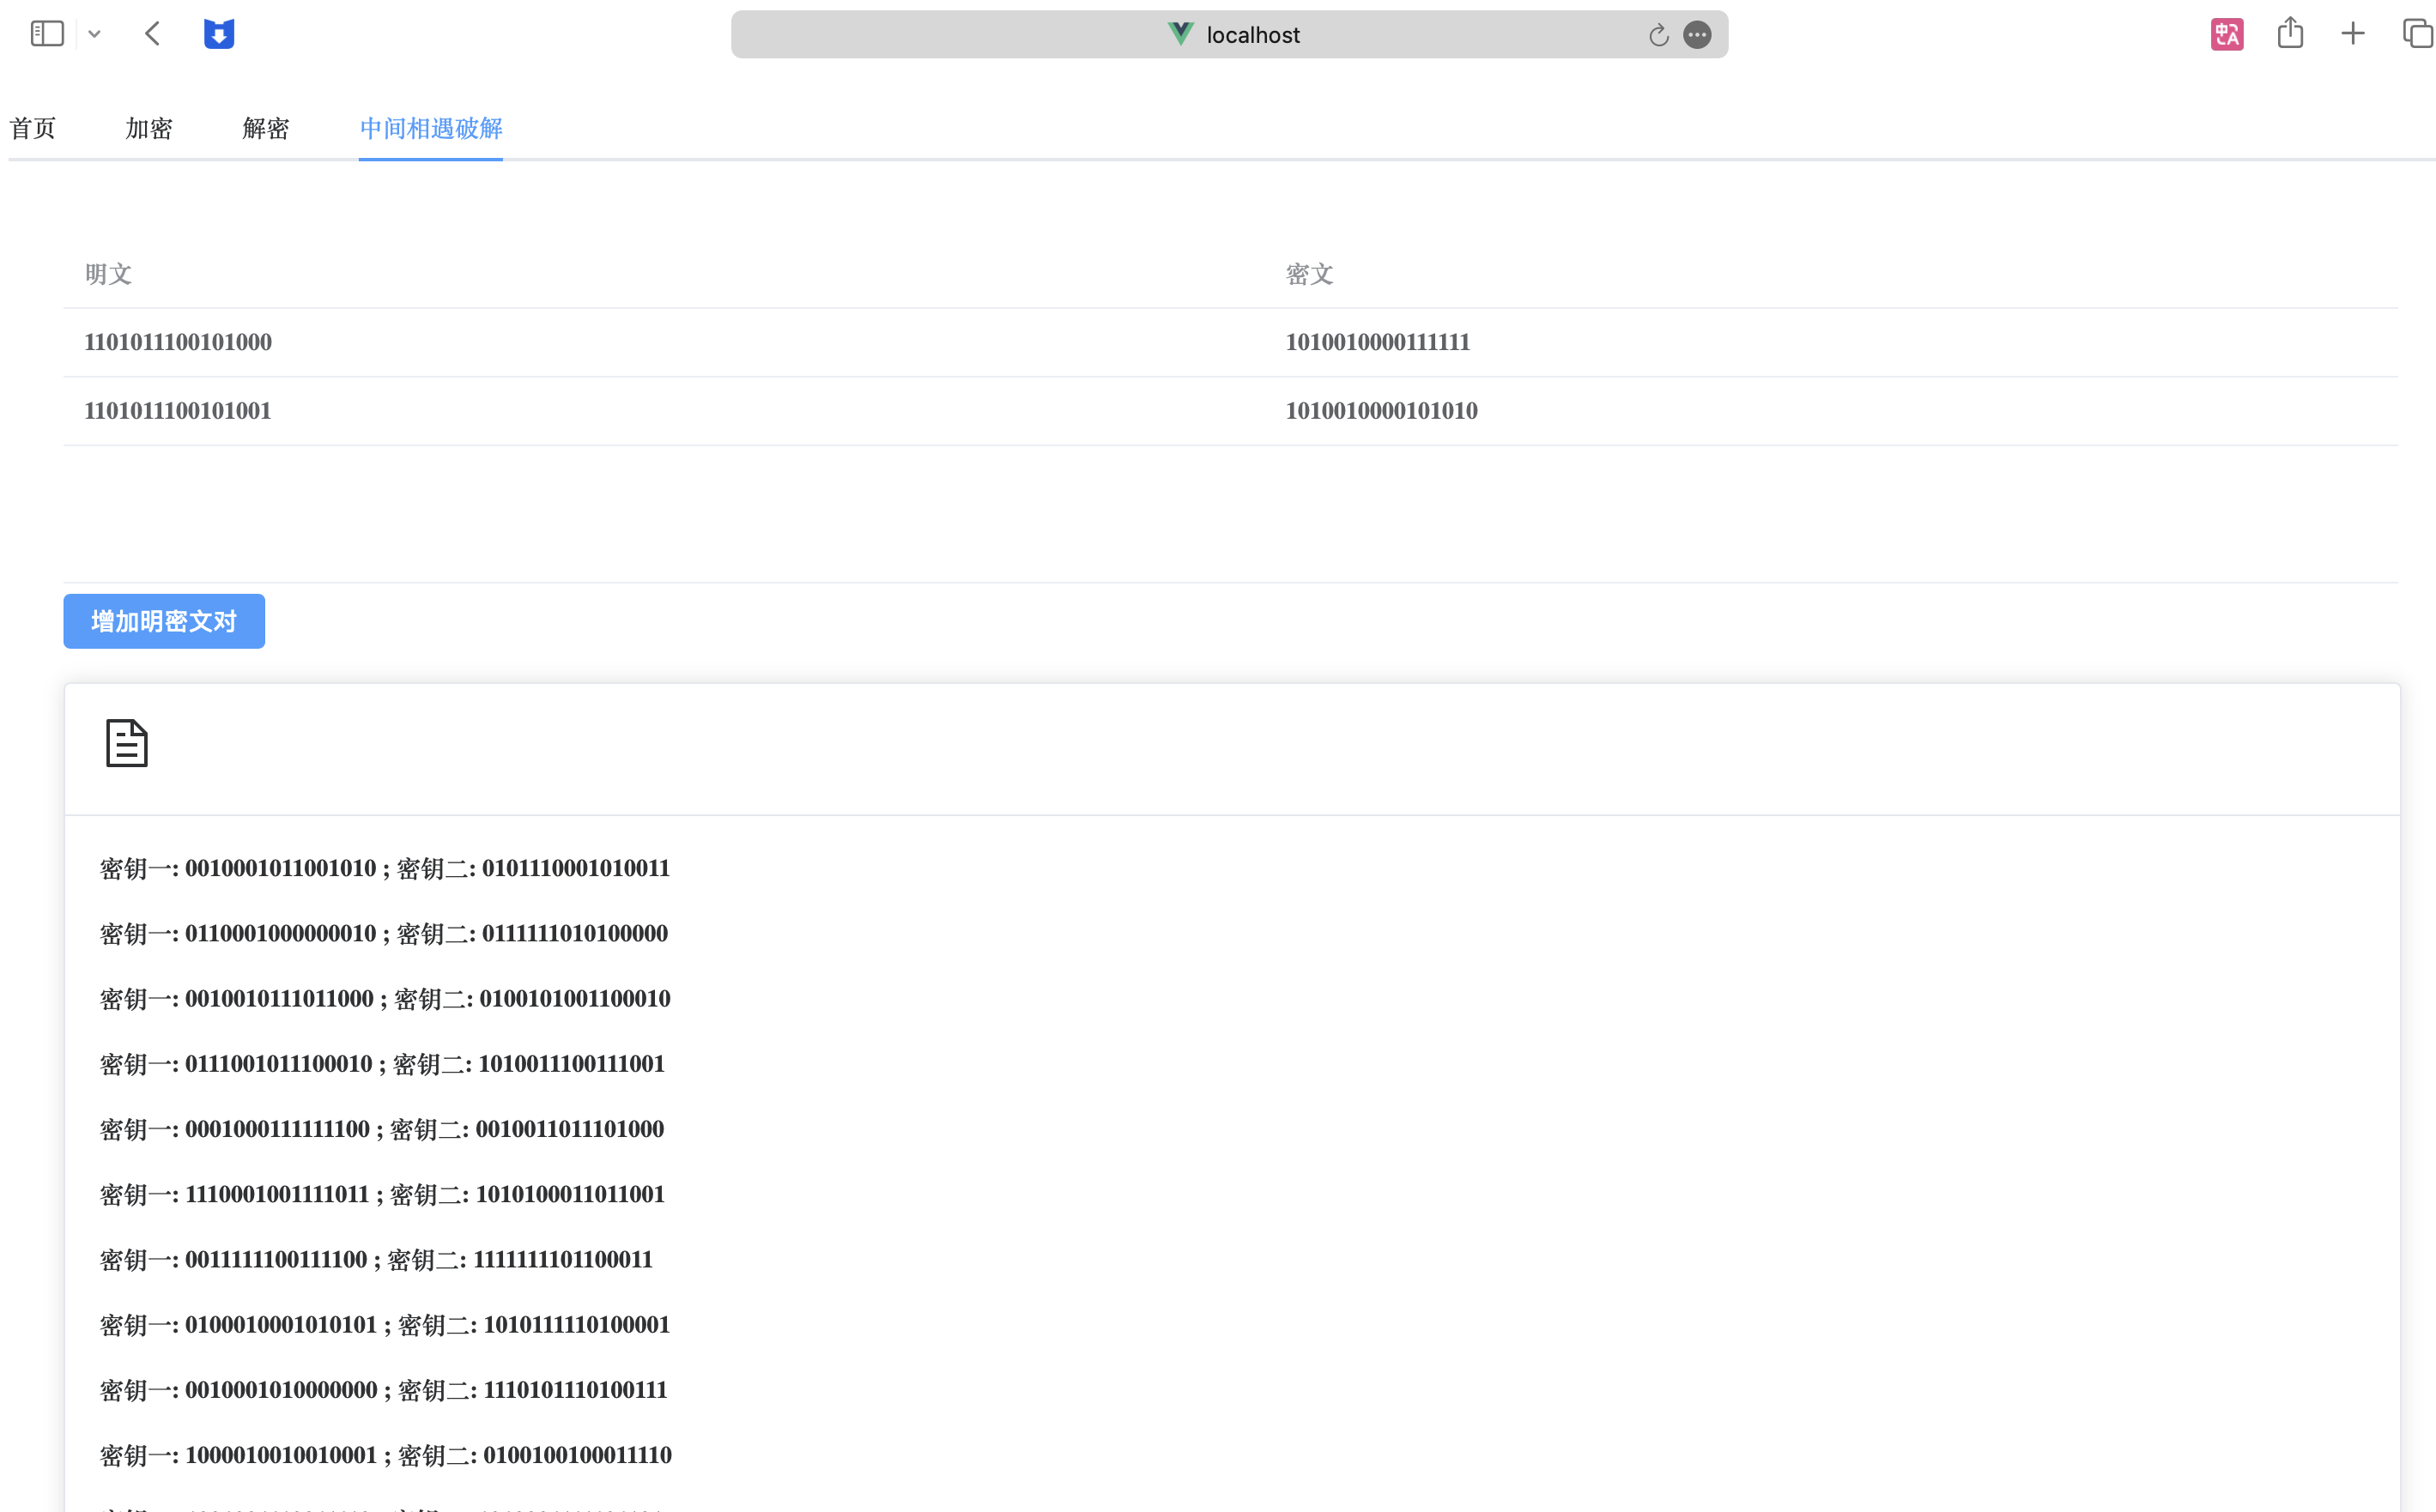 localhost
首页 加密 解密 中间相遇破解
明文 密文
1101011100101000 1010010000111111
1101011100101001 1010010000101010
增加明密文对
密钥一: 0010001011001010 ; 密钥二: 0101110001010011
密钥一: 0110001000000010 ; 密钥二: 0111111010100000
密钥一: 0010010111011000 ; 密钥二: 0100101001100010
密钥一: 0111001011100010 ; 密钥二: 1010011100111001
密钥一: 0001000111111100 ; 密钥二: 0010011011101000
密钥一: 1110001001111011 ; 密钥二: 1010100011011001
密钥一: 0011111100111100 ; 密钥二: 1111111101100011
密钥一: 0100010001010101 ; 密钥二: 1010111110100001
密钥一: 0010001010000000 ; 密钥二: 1110101110100111
密钥一: 1000010010010001 ; 密钥二: 0100100100011110